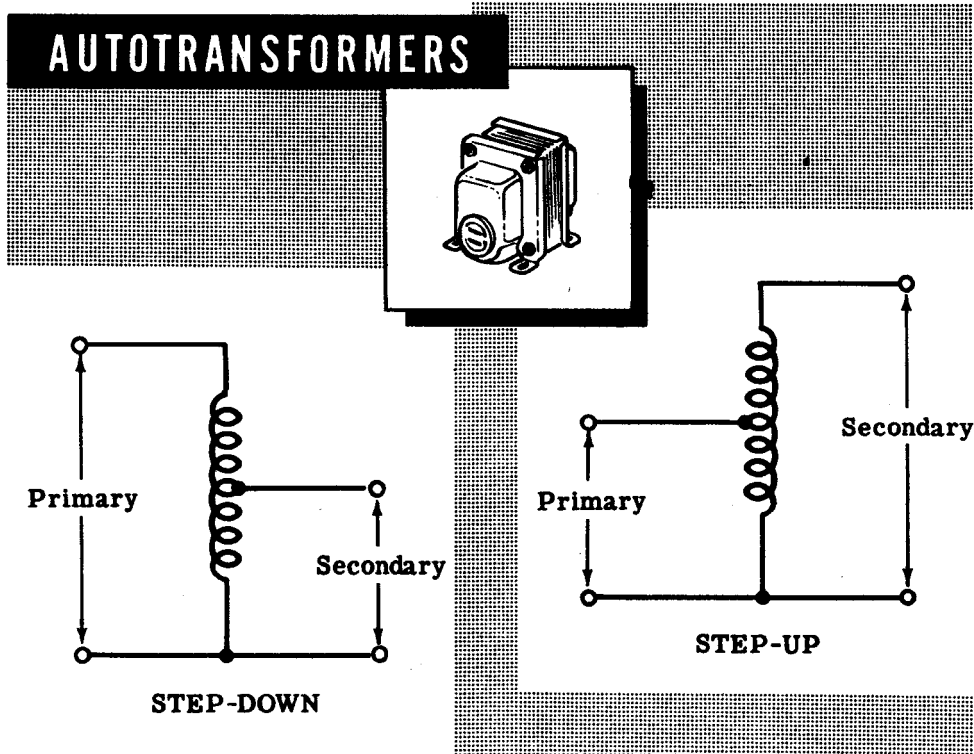 AUTOTRANSFORMERS
Primary
Secondary
STEP-DOWN
Secondary
Primary
STEP-UP